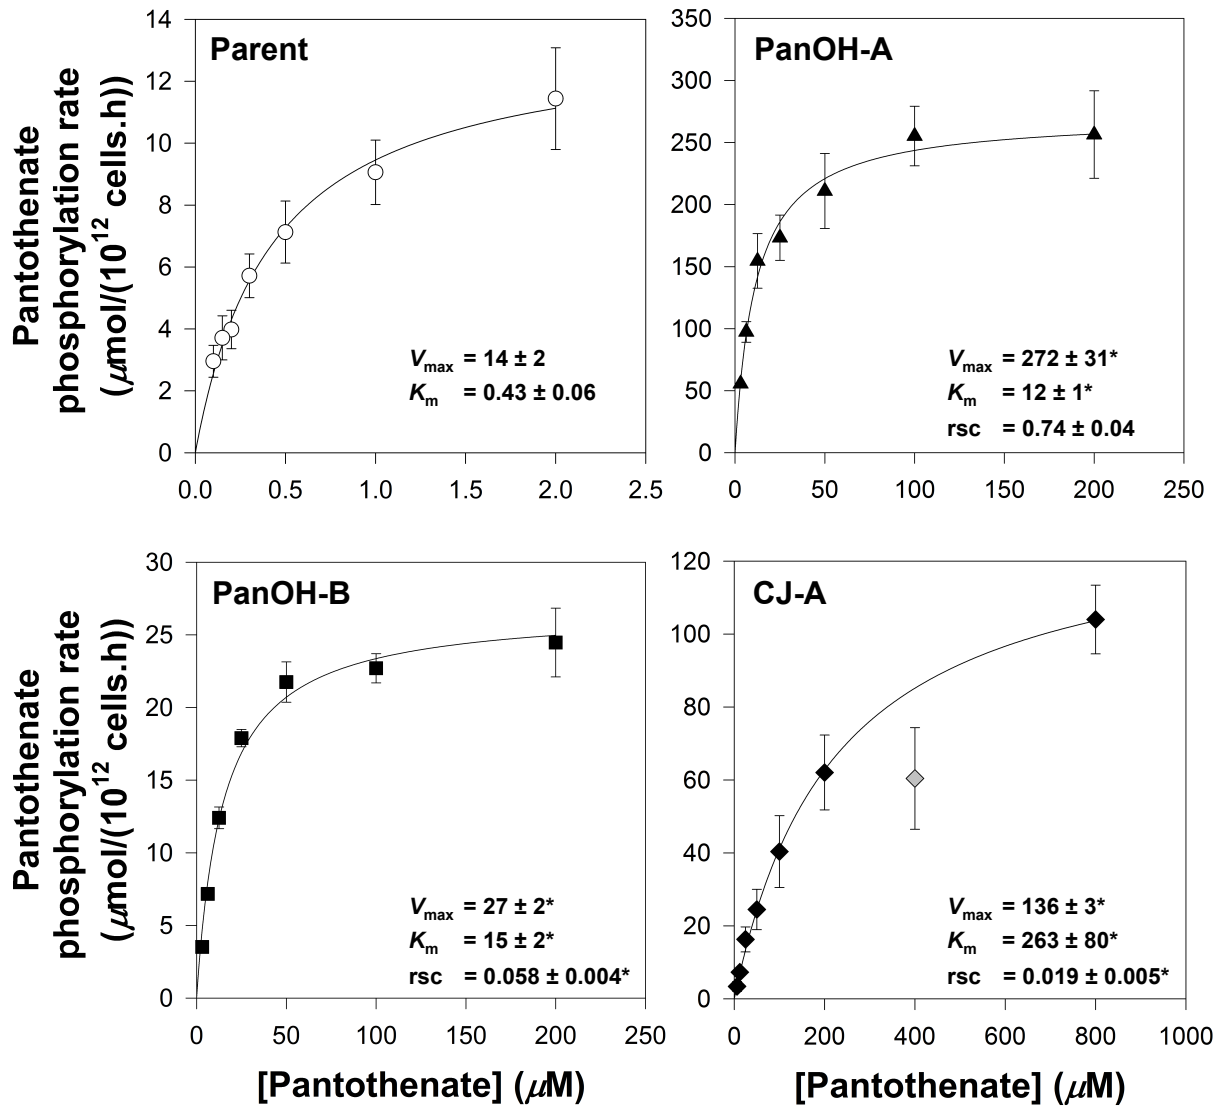 Parent
Pantothenate
phosphorylation rate
(μmol/(10¹² cells.h))
14
12
10
8
6
4
2
0
Vmax = 14 ± 2
Km = 0.43 ± 0.06
0.0 0.5 1.0 1.5 2.0 2.5
PanOH-A
350
300
250
200
150
100
50
0
Vmax = 272 ± 31*
Km = 12 ± 1*
rsc = 0.74 ± 0.04
0 50 100 150 200 250
PanOH-B
Pantothenate
phosphorylation rate
(μmol/(10¹² cells.h))
30
25
20
15
10
5
0
Vmax = 27 ± 2*
Km = 15 ± 2*
rsc = 0.058 ± 0.004*
0 50 100 150 200 250
[Pantothenate] (μM)
CJ-A
120
100
80
60
40
20
0
Vmax = 136 ± 3*
Km = 263 ± 80*
rsc = 0.019 ± 0.005*
0 200 400 600 800 1000
[Pantothenate] (μM)